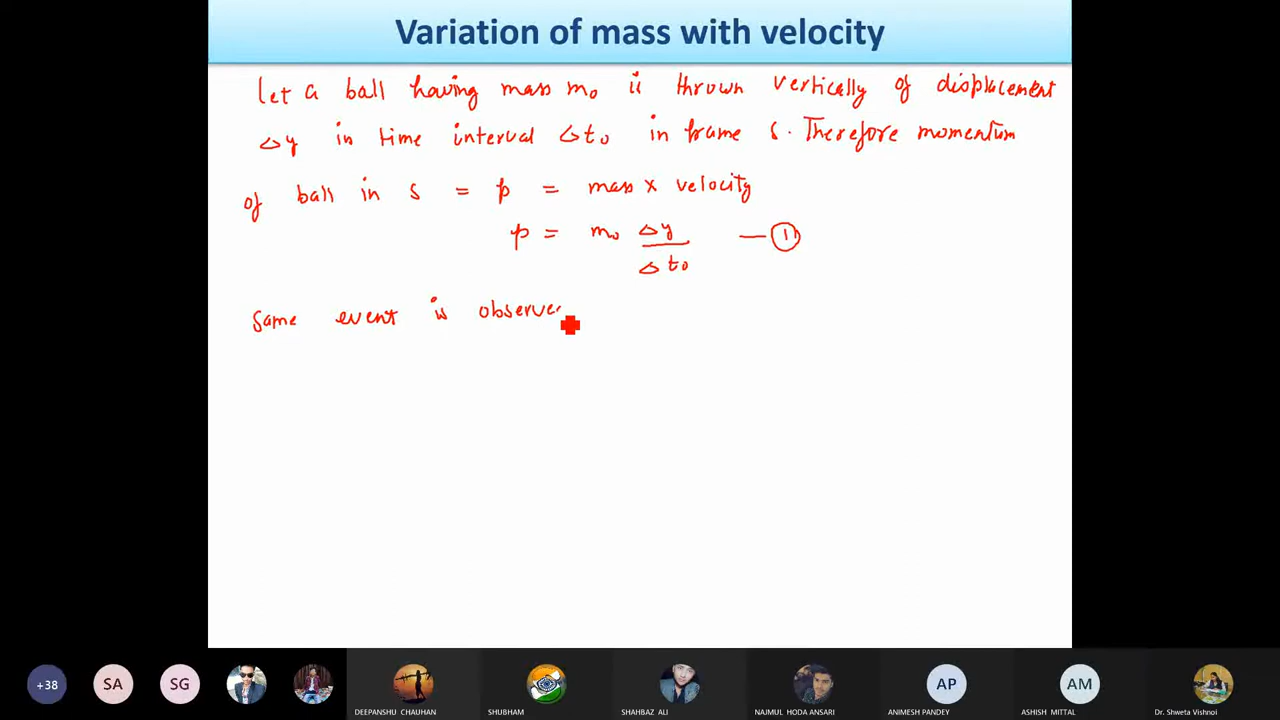 Variation of mass with velocity
Let a ball having mass m₀ is thrown vertically of displacement
Δy in time interval Δt₀ in frame S. Therefore momentum
of ball in S = p = mass x velocity
p = m₀ Δy / Δt₀ — ①
Same event is observe
+38 SA SG DEEPANSHU CHAUHAN SHUBHAM SHAHBAZ ALI NAJMUL HODA ANSARI AP ANIMESH PANDEY AM ASHISH MITTAL Dr. Shweta Vishnoi